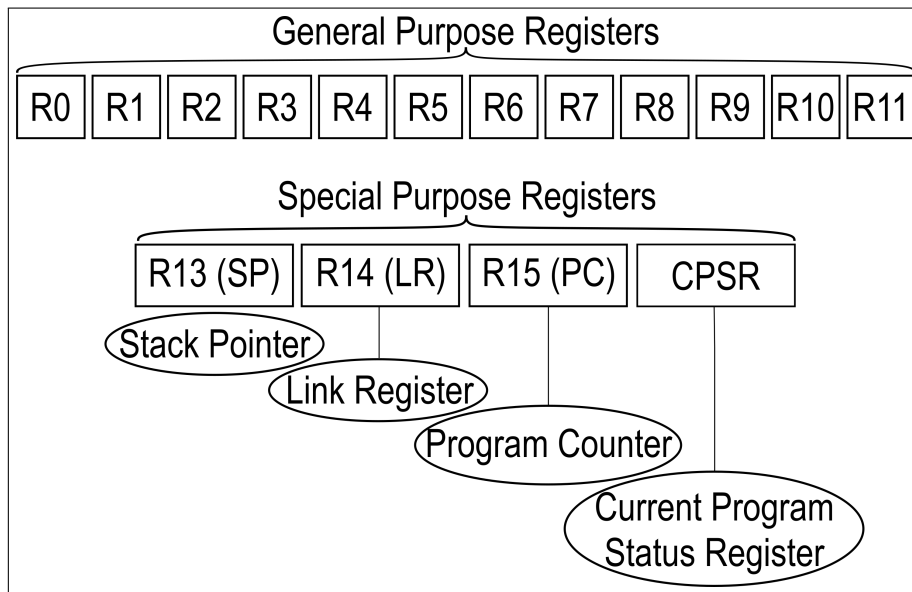 General Purpose Registers
R0 R1 R2 R3 R4 R5 R6 R7 R8 R9 R10 R11
Special Purpose Registers
R13 (SP) R14 (LR) R15 (PC) CPSR
Stack Pointer
Link Register
Program Counter
Current Program
Status Register